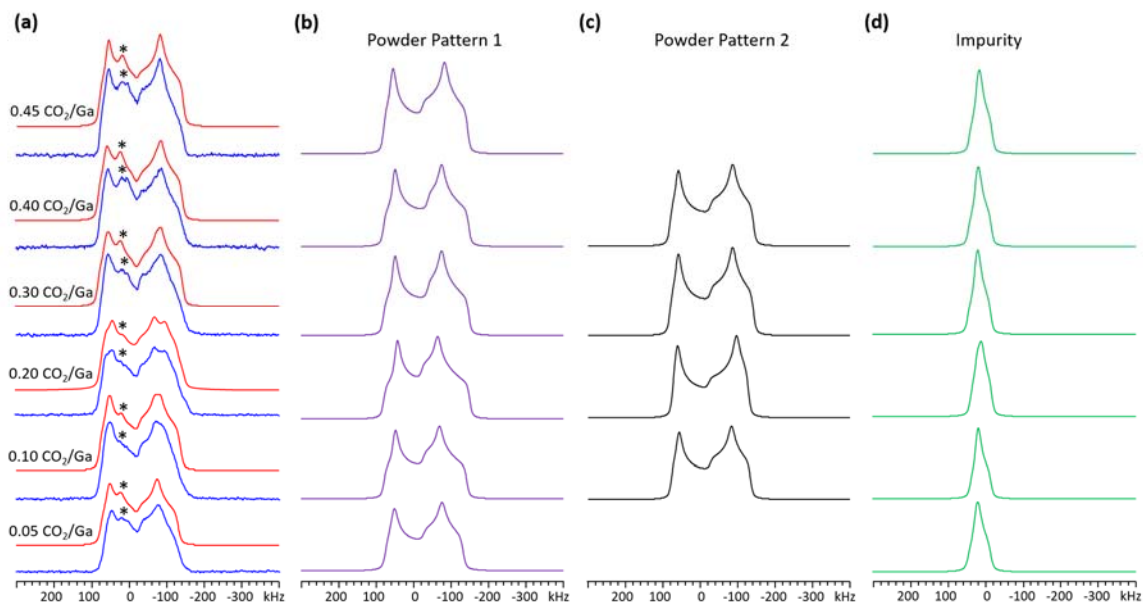 (a) (b) (c) (d)
Powder Pattern 1 Powder Pattern 2 Impurity
*
*
0.45 CO₂/Ga
*
*
0.40 CO₂/Ga
*
*
0.30 CO₂/Ga
*
*
0.20 CO₂/Ga
*
*
0.10 CO₂/Ga
*
*
0.05 CO₂/Ga
200 100 0 -100 -200 -300 kHz 200 100 0 -100 -200 -300 kHz 200 100 0 -100 -200 -300 kHz 200 100 0 -100 -200 -300 kHz